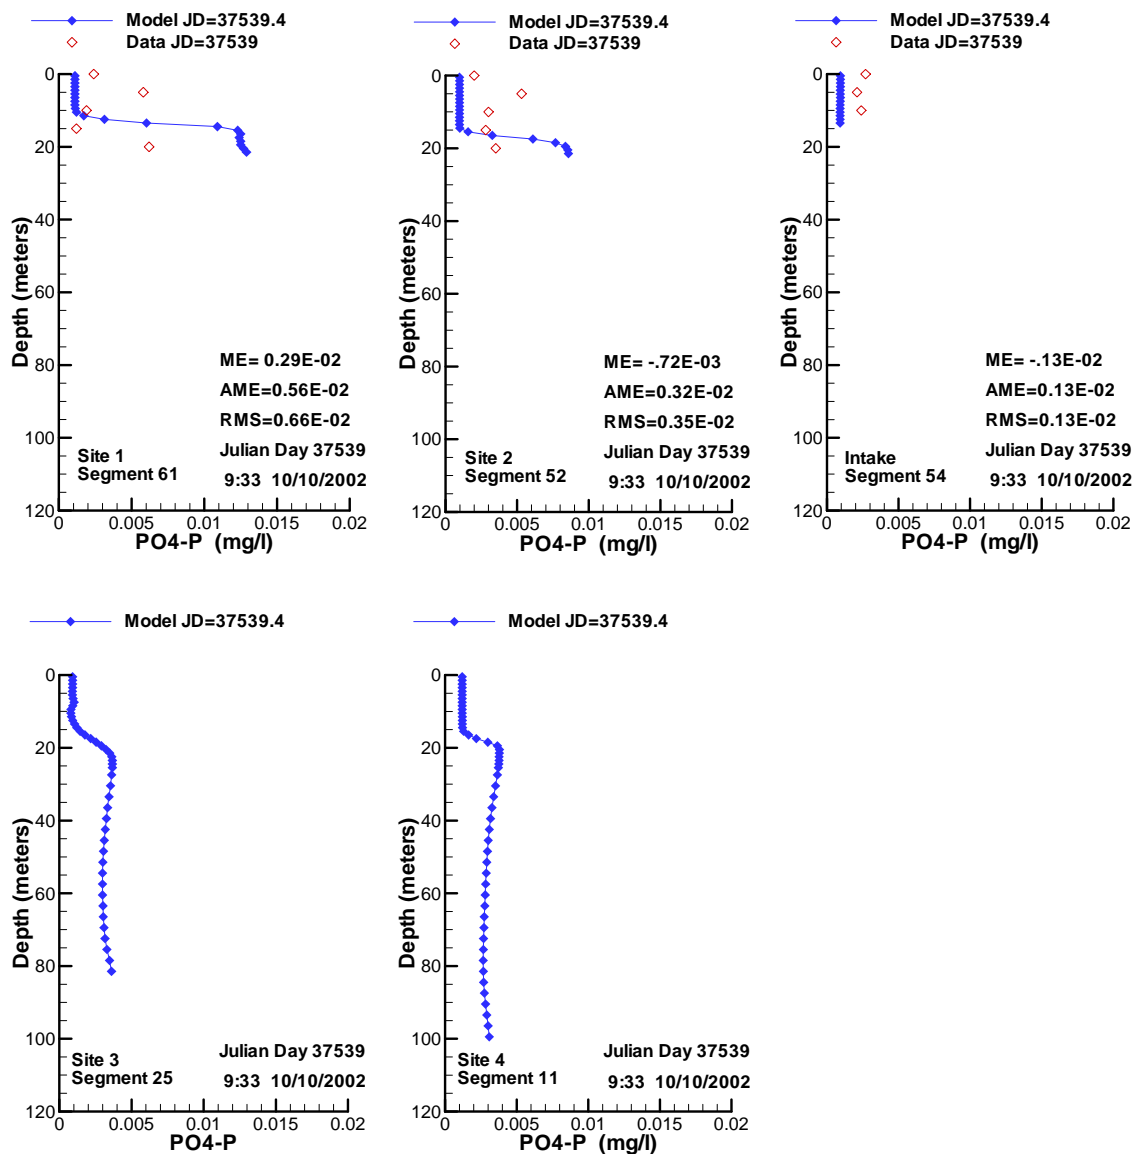 Model JD=37539.4
Data JD=37539
0
20
40
60
80
100
120
Depth (meters)
ME= 0.29E-02
AME=0.56E-02
RMS=0.66E-02
Julian Day 37539
9:33 10/10/2002
Site 1
Segment 61
0 0.005 0.01 0.015 0.02
PO4-P (mg/l)
Model JD=37539.4
Data JD=37539
0
20
40
60
80
100
120
Depth (meters)
ME= -.72E-03
AME=0.32E-02
RMS=0.35E-02
Julian Day 37539
9:33 10/10/2002
Site 2
Segment 52
0 0.005 0.01 0.015 0.02
PO4-P (mg/l)
Model JD=37539.4
Data JD=37539
0
20
40
60
80
100
120
Depth (meters)
ME= -.13E-02
AME=0.13E-02
RMS=0.13E-02
Julian Day 37539
9:33 10/10/2002
Intake
Segment 54
0 0.005 0.01 0.015 0.02
PO4-P (mg/l)
Model JD=37539.4
0
20
40
60
80
100
120
Depth (meters)
Julian Day 37539
9:33 10/10/2002
Site 3
Segment 25
0 0.005 0.01 0.015 0.02
PO4-P
Model JD=37539.4
0
20
40
60
80
100
120
Depth (meters)
Julian Day 37539
9:33 10/10/2002
Site 4
Segment 11
0 0.005 0.01 0.015 0.02
PO4-P (mg/l)